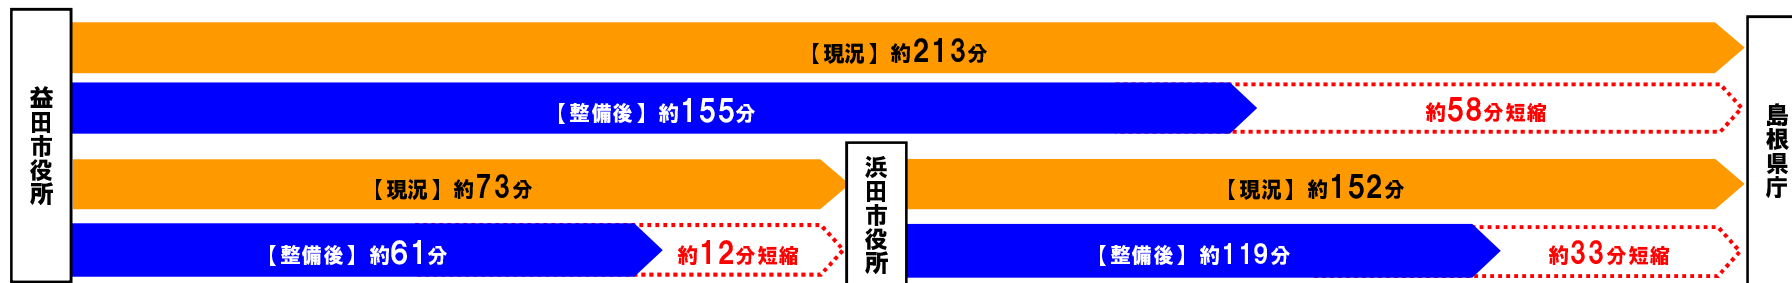 益田市役所
【現況】約213分
【整備後】約155分
約58分短縮
島根県庁
【現況】約73分
浜田市役所
【現況】約152分
【整備後】約61分
約12分短縮
【整備後】約119分
約33分短縮